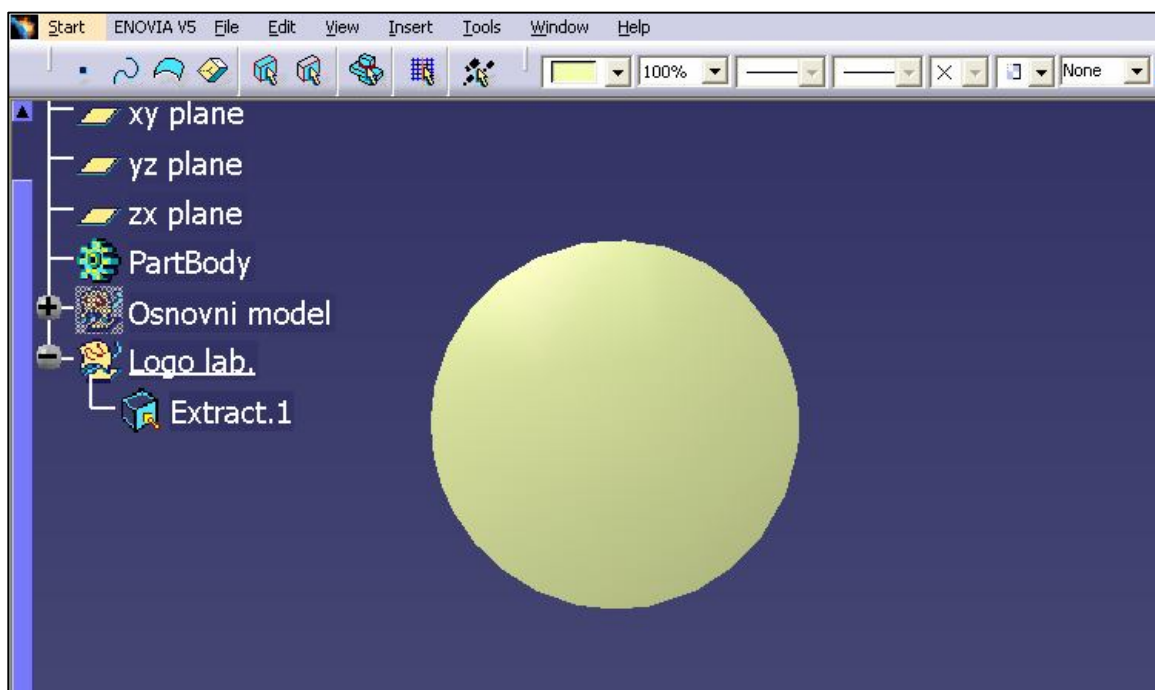 Start ENOVIA V5 File Edit View Insert Tools Window Help
100% None
xy plane
yz plane
zx plane
PartBody
Osnovni model
Logo lab.
Extract.1